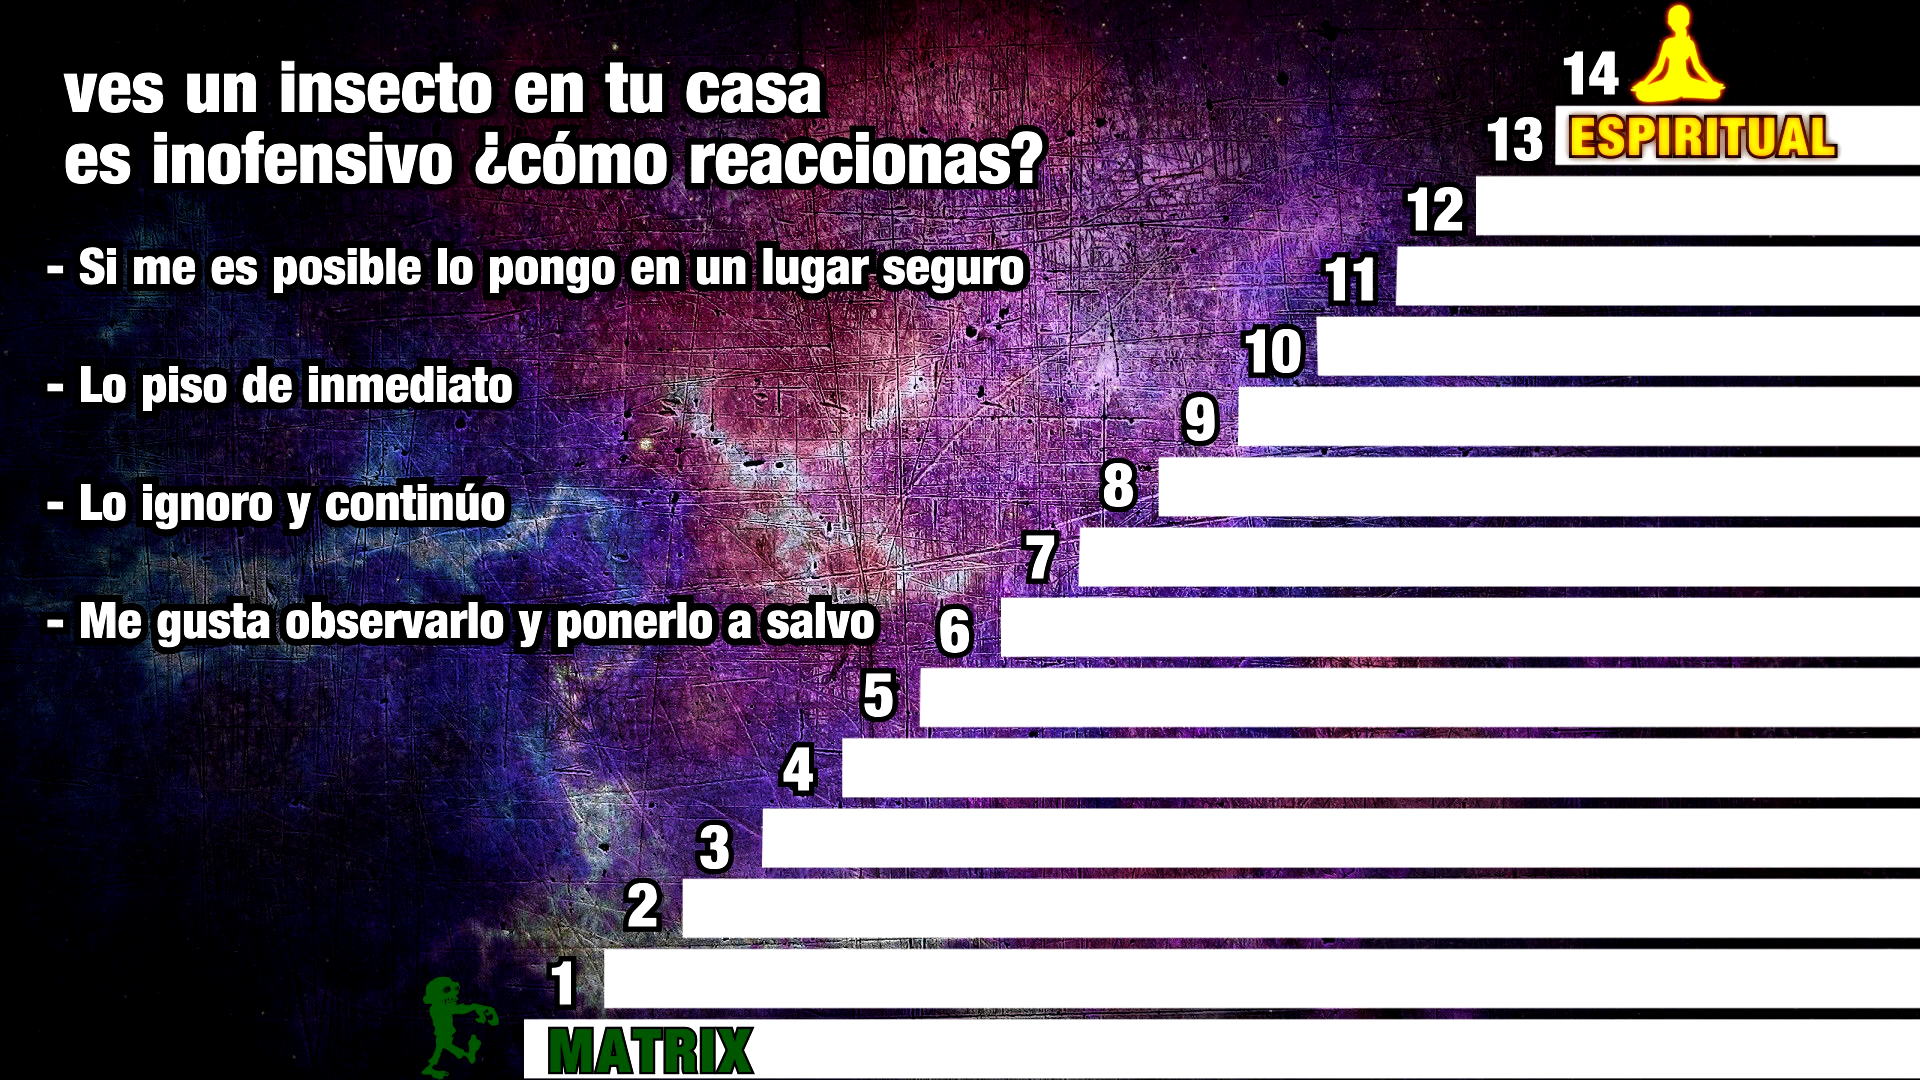 ves un insecto en tu casa
es inofensivo ¿cómo reaccionas?
- Si me es posible lo pongo en un lugar seguro
- Lo piso de inmediato
- Lo ignoro y continúo
- Me gusta observarlo y ponerlo a salvo
14
13 ESPIRITUAL
12
11
10
9
8
7
6
5
4
3
2
1
MATRIX